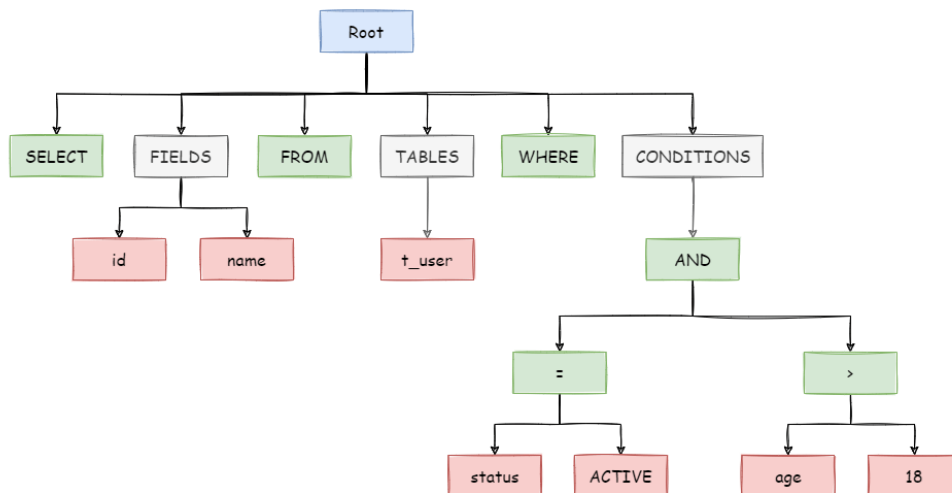 Root
SELECT FIELDS FROM TABLES WHERE CONDITIONS
id name t_user AND
= >
status ACTIVE age 18